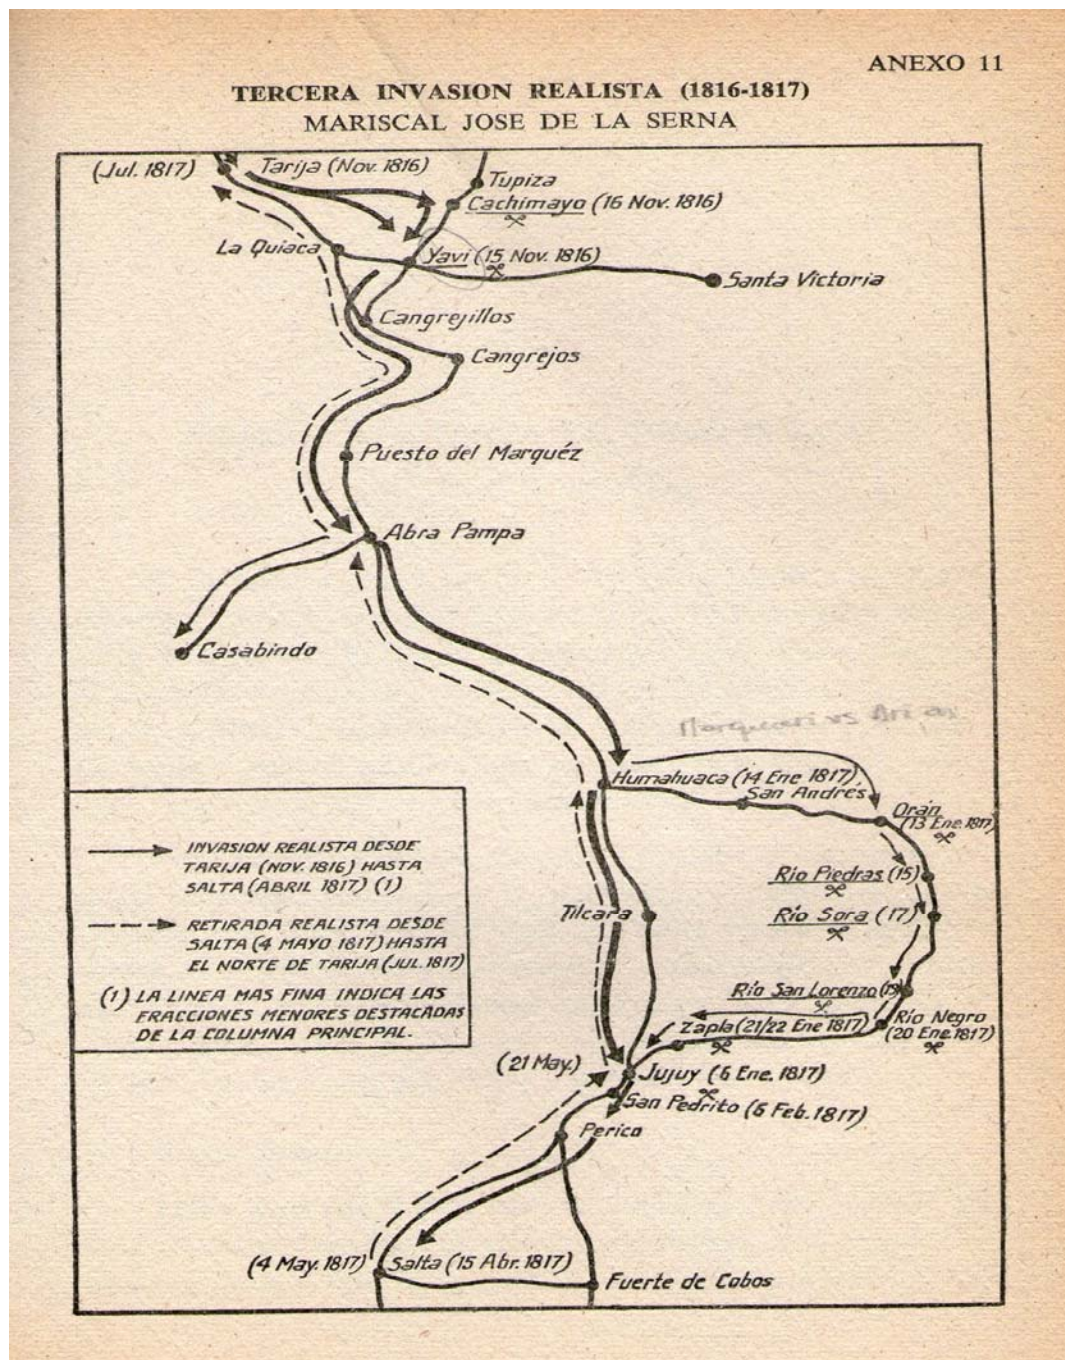 ANEXO 11
TERCERA INVASION REALISTA (1816-1817)
MARISCAL JOSE DE LA SERNA
(Jul. 1817)
Tarija (Nov. 1816)
Tupiza
Cachimayo (16 Nov. 1816)
La Quiaca
Yavi (15 Nov. 1816)
Santa Victoria
Cangrejillos
Cangrejos
Puesto del Marquéz
Abra Pampa
Casabindo
Humahuaca (14 Ene 1817)
San Andrés
Orán
(13 Ene. 1817)
Río Piedras (15)
Tilcara
Río Sora (17)
Río San Lorenzo (19)
Río Negro
(20 Ene. 1817)
Zapla (21/22 Ene 1817)
(21 May.)
Jujuy (6 Ene. 1817)
San Pedrito (6 Feb. 1817)
Perico
(4 May. 1817)
Salta (15 Abr. 1817)
Fuerte de Cobos
INVASION REALISTA DESDE
TARIJA (NOV. 1816) HASTA
SALTA (ABRIL 1817) (1)
RETIRADA REALISTA DESDE
SALTA (4 MAYO 1817) HASTA
EL NORTE DE TARIJA (JUL. 1817)
(1) LA LINEA MAS FINA INDICA LAS
FRACCIONES MENORES DESTACADAS
DE LA COLUMNA PRINCIPAL.